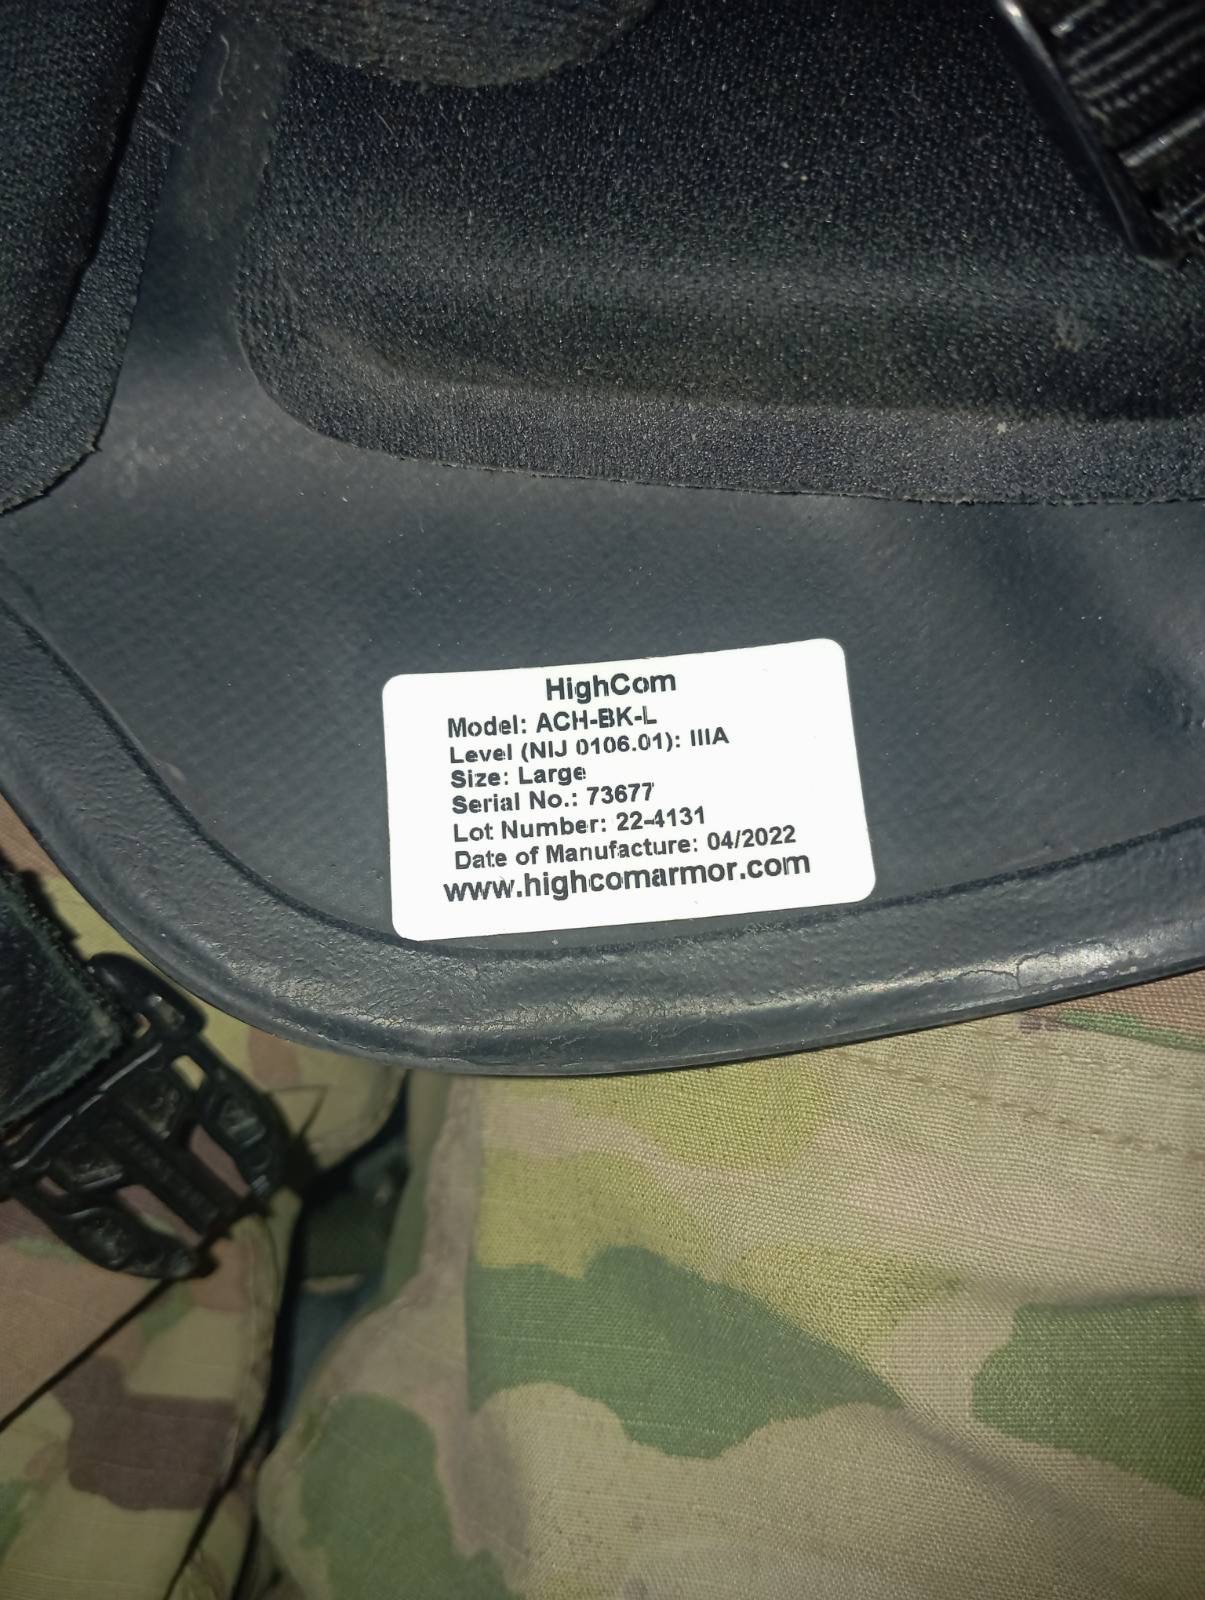 HighCom
Model: ACH-BK-L
Level (NIJ 0106.01): IIIA
Size: Large
Serial No.: 73677
Lot Number: 22-4131
Date of Manufacture: 04/2022
www.highcomarmor.com